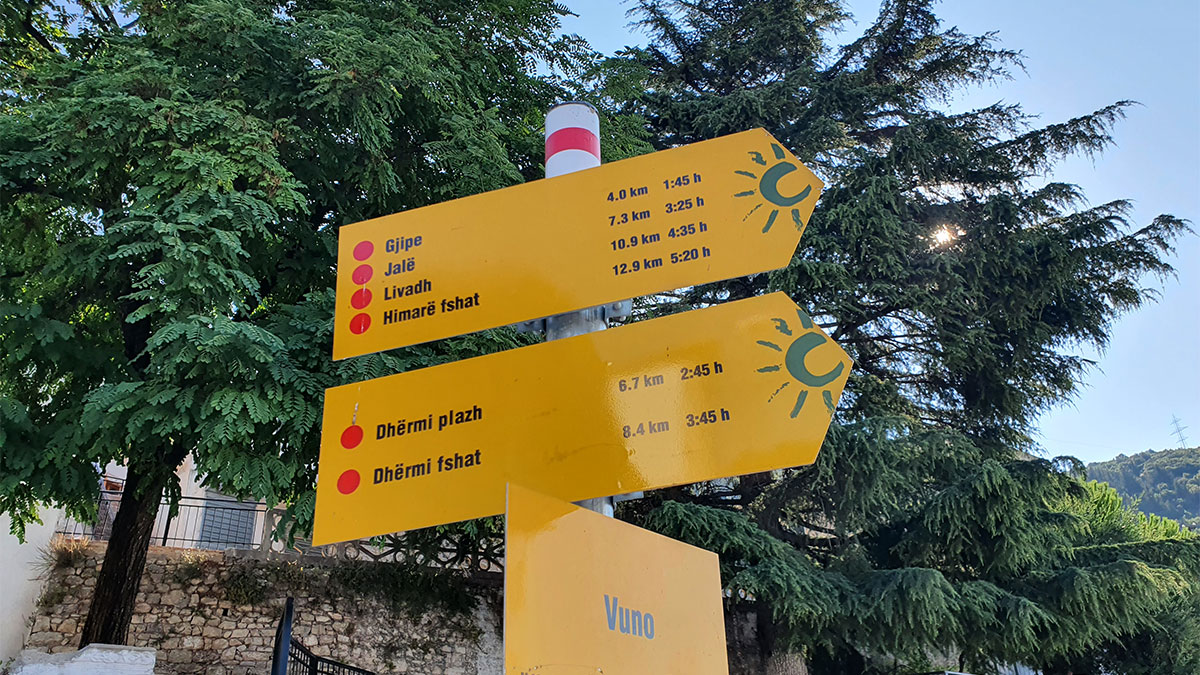 Gjipe 4.0 km 1:45 h
Jalë 7.3 km 3:25 h
Livadh 10.9 km 4:35 h
Himarë fshat 12.9 km 5:20 h
Dhërmi plazh 6.7 km 2:45 h
Dhërmi fshat 8.4 km 3:45 h
Vuno